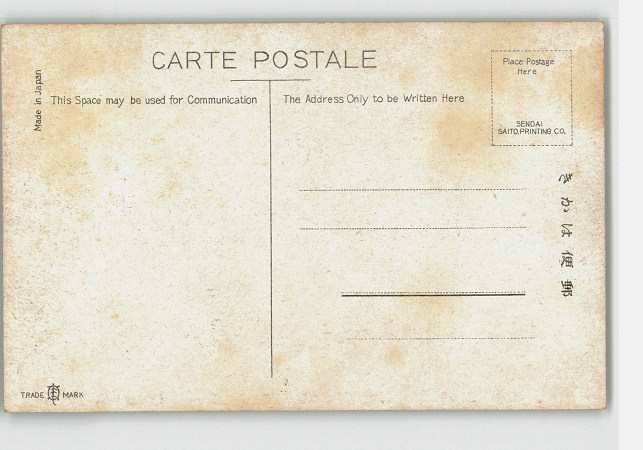 CARTE POSTALE
Made in Japan
This Space may be used for Communication
The Address Only to be Written Here
Place Postage
Here
SENDAI
SAITO.PRINTING CO.
きかは便郵
TRADE MARK